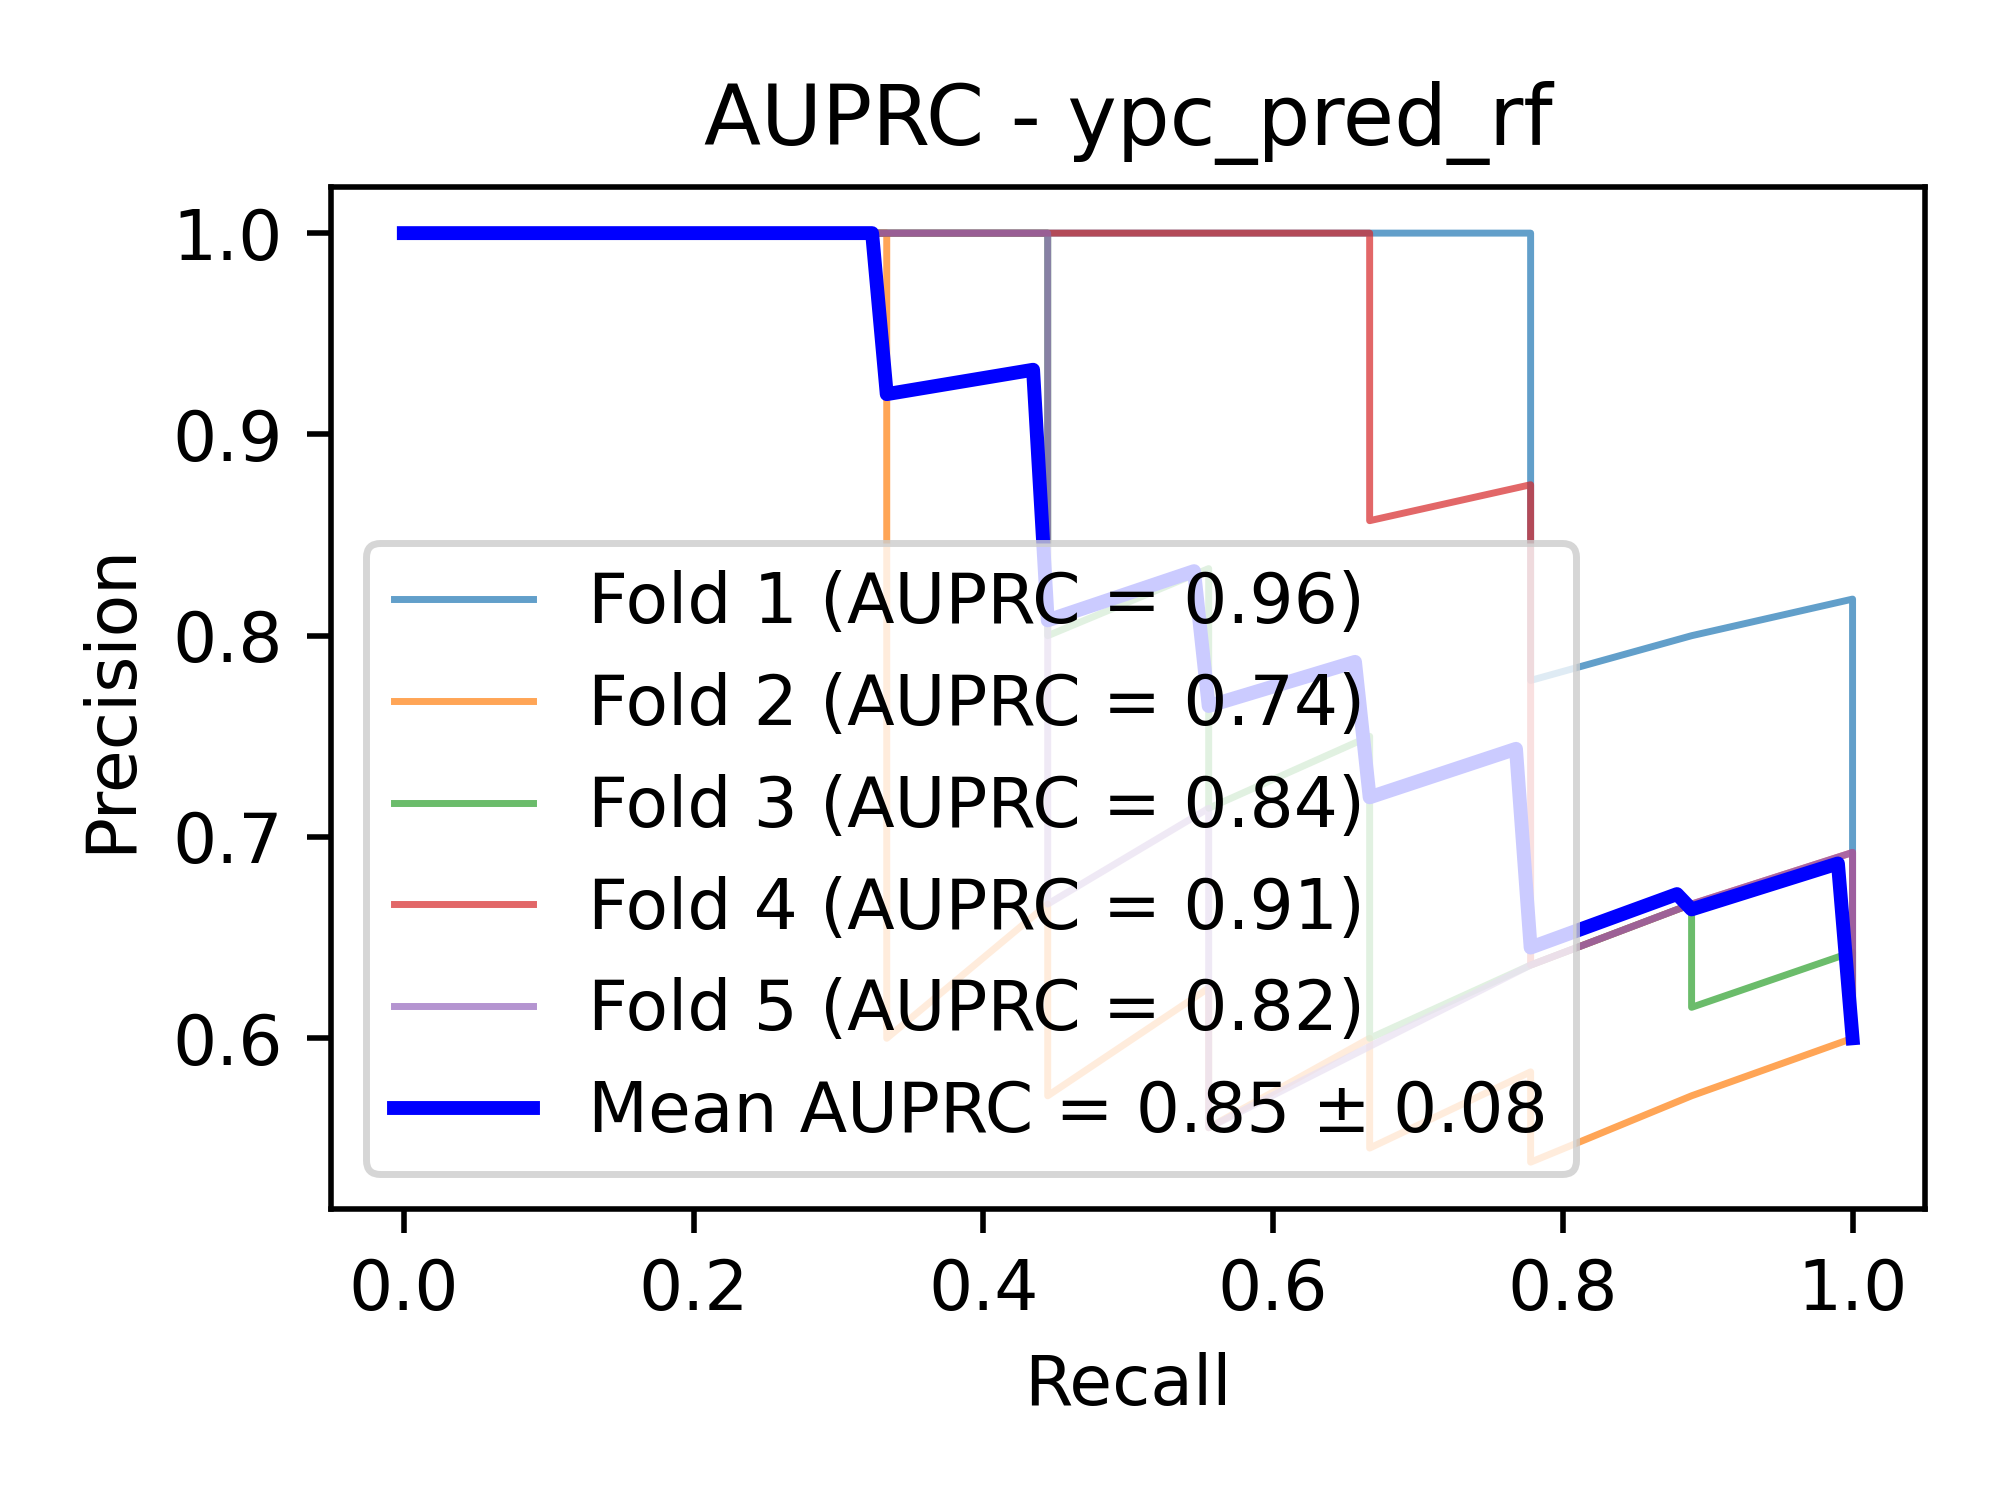 AUPRC - ypc_pred_rf
1.0
0.9
0.8
0.7
0.6
Precision
Fold 1 (AUPRC = 0.96)
Fold 2 (AUPRC = 0.74)
Fold 3 (AUPRC = 0.84)
Fold 4 (AUPRC = 0.91)
Fold 5 (AUPRC = 0.82)
Mean AUPRC = 0.85 ± 0.08
0.0 0.2 0.4 0.6 0.8 1.0
Recall